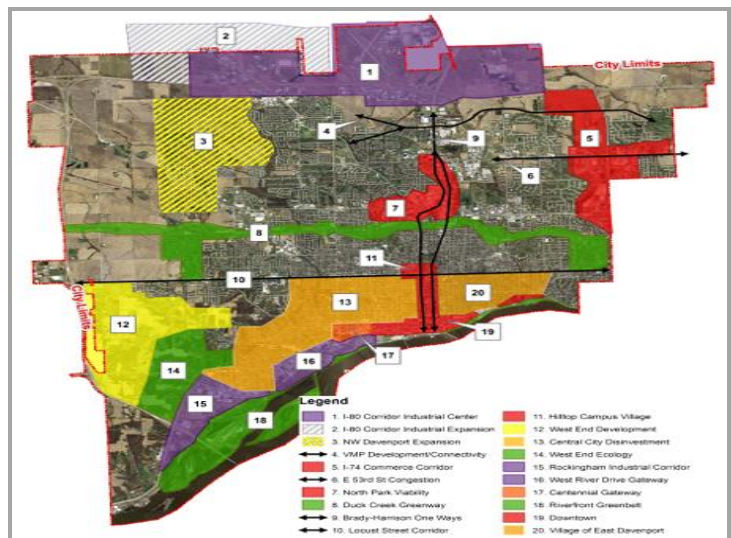 2
1
City Limits
4
9
3
5
6
7
8
11
10
City Limits
13
20
12
19
17
16
14
15
18
Legend
1. I-80 Corridor Industrial Center
2. I-80 Corridor Industrial Expansion
3. NW Davenport Expansion
4. VMP Development/Connectivity
5. I-74 Commerce Corridor
6. E 53rd St Congestion
7. North Park Viability
8. Duck Creek Greenway
9. Brady-Harrison One Ways
10. Locust Street Corridor
11. Hilltop Campus Village
12. West End Development
13. Central City Disinvestment
14. West End Ecology
15. Rockingham Industrial Corridor
16. West River Drive Gateway
17. Centennial Gateway
18. Riverfront Greenbelt
19. Downtown
20. Village of East Davenport